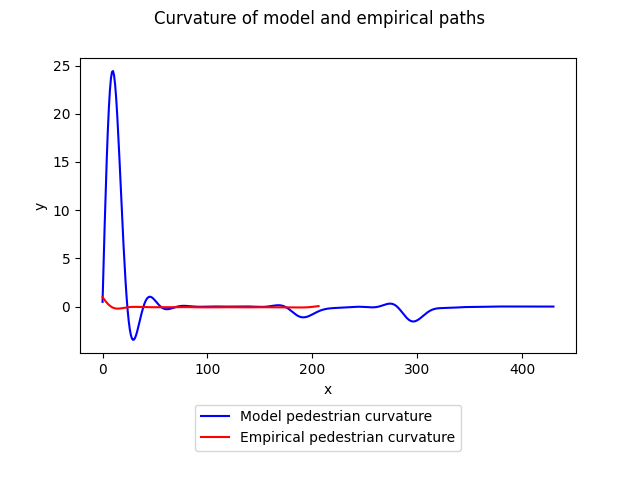 Curvature of model and empirical paths
25
20
15
10
5
0
y
0 100 200 300 400
x
Model pedestrian curvature
Empirical pedestrian curvature